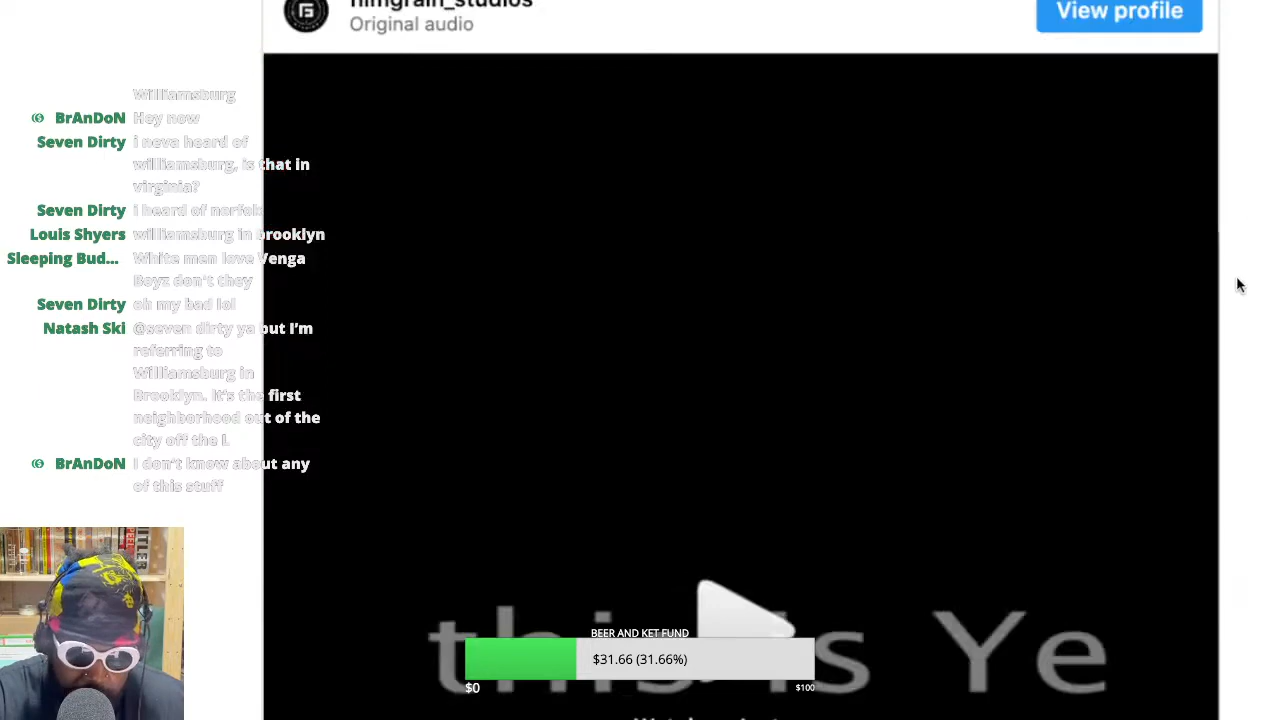 filmgrain_studios
Original audio
View profile
Williamsburg
BrAnDoN Hey now
Seven Dirty i neva heard of
williamsburg, is that in
virginia?
Seven Dirty i heard of norfolk
Louis Shyers williamsburg in brooklyn
Sleeping Bud... White men love Venga
Boyz don't they
Seven Dirty oh my bad lol
Natash Ski @seven dirty ya but I'm
referring to
Williamsburg in
Brooklyn. It's the first
neighborhood out of the
city off the L
BrAnDoN I don't know about any
of this stuff
this is Ye
BEER AND KET FUND
$31.66 (31.66%)
$0
$100